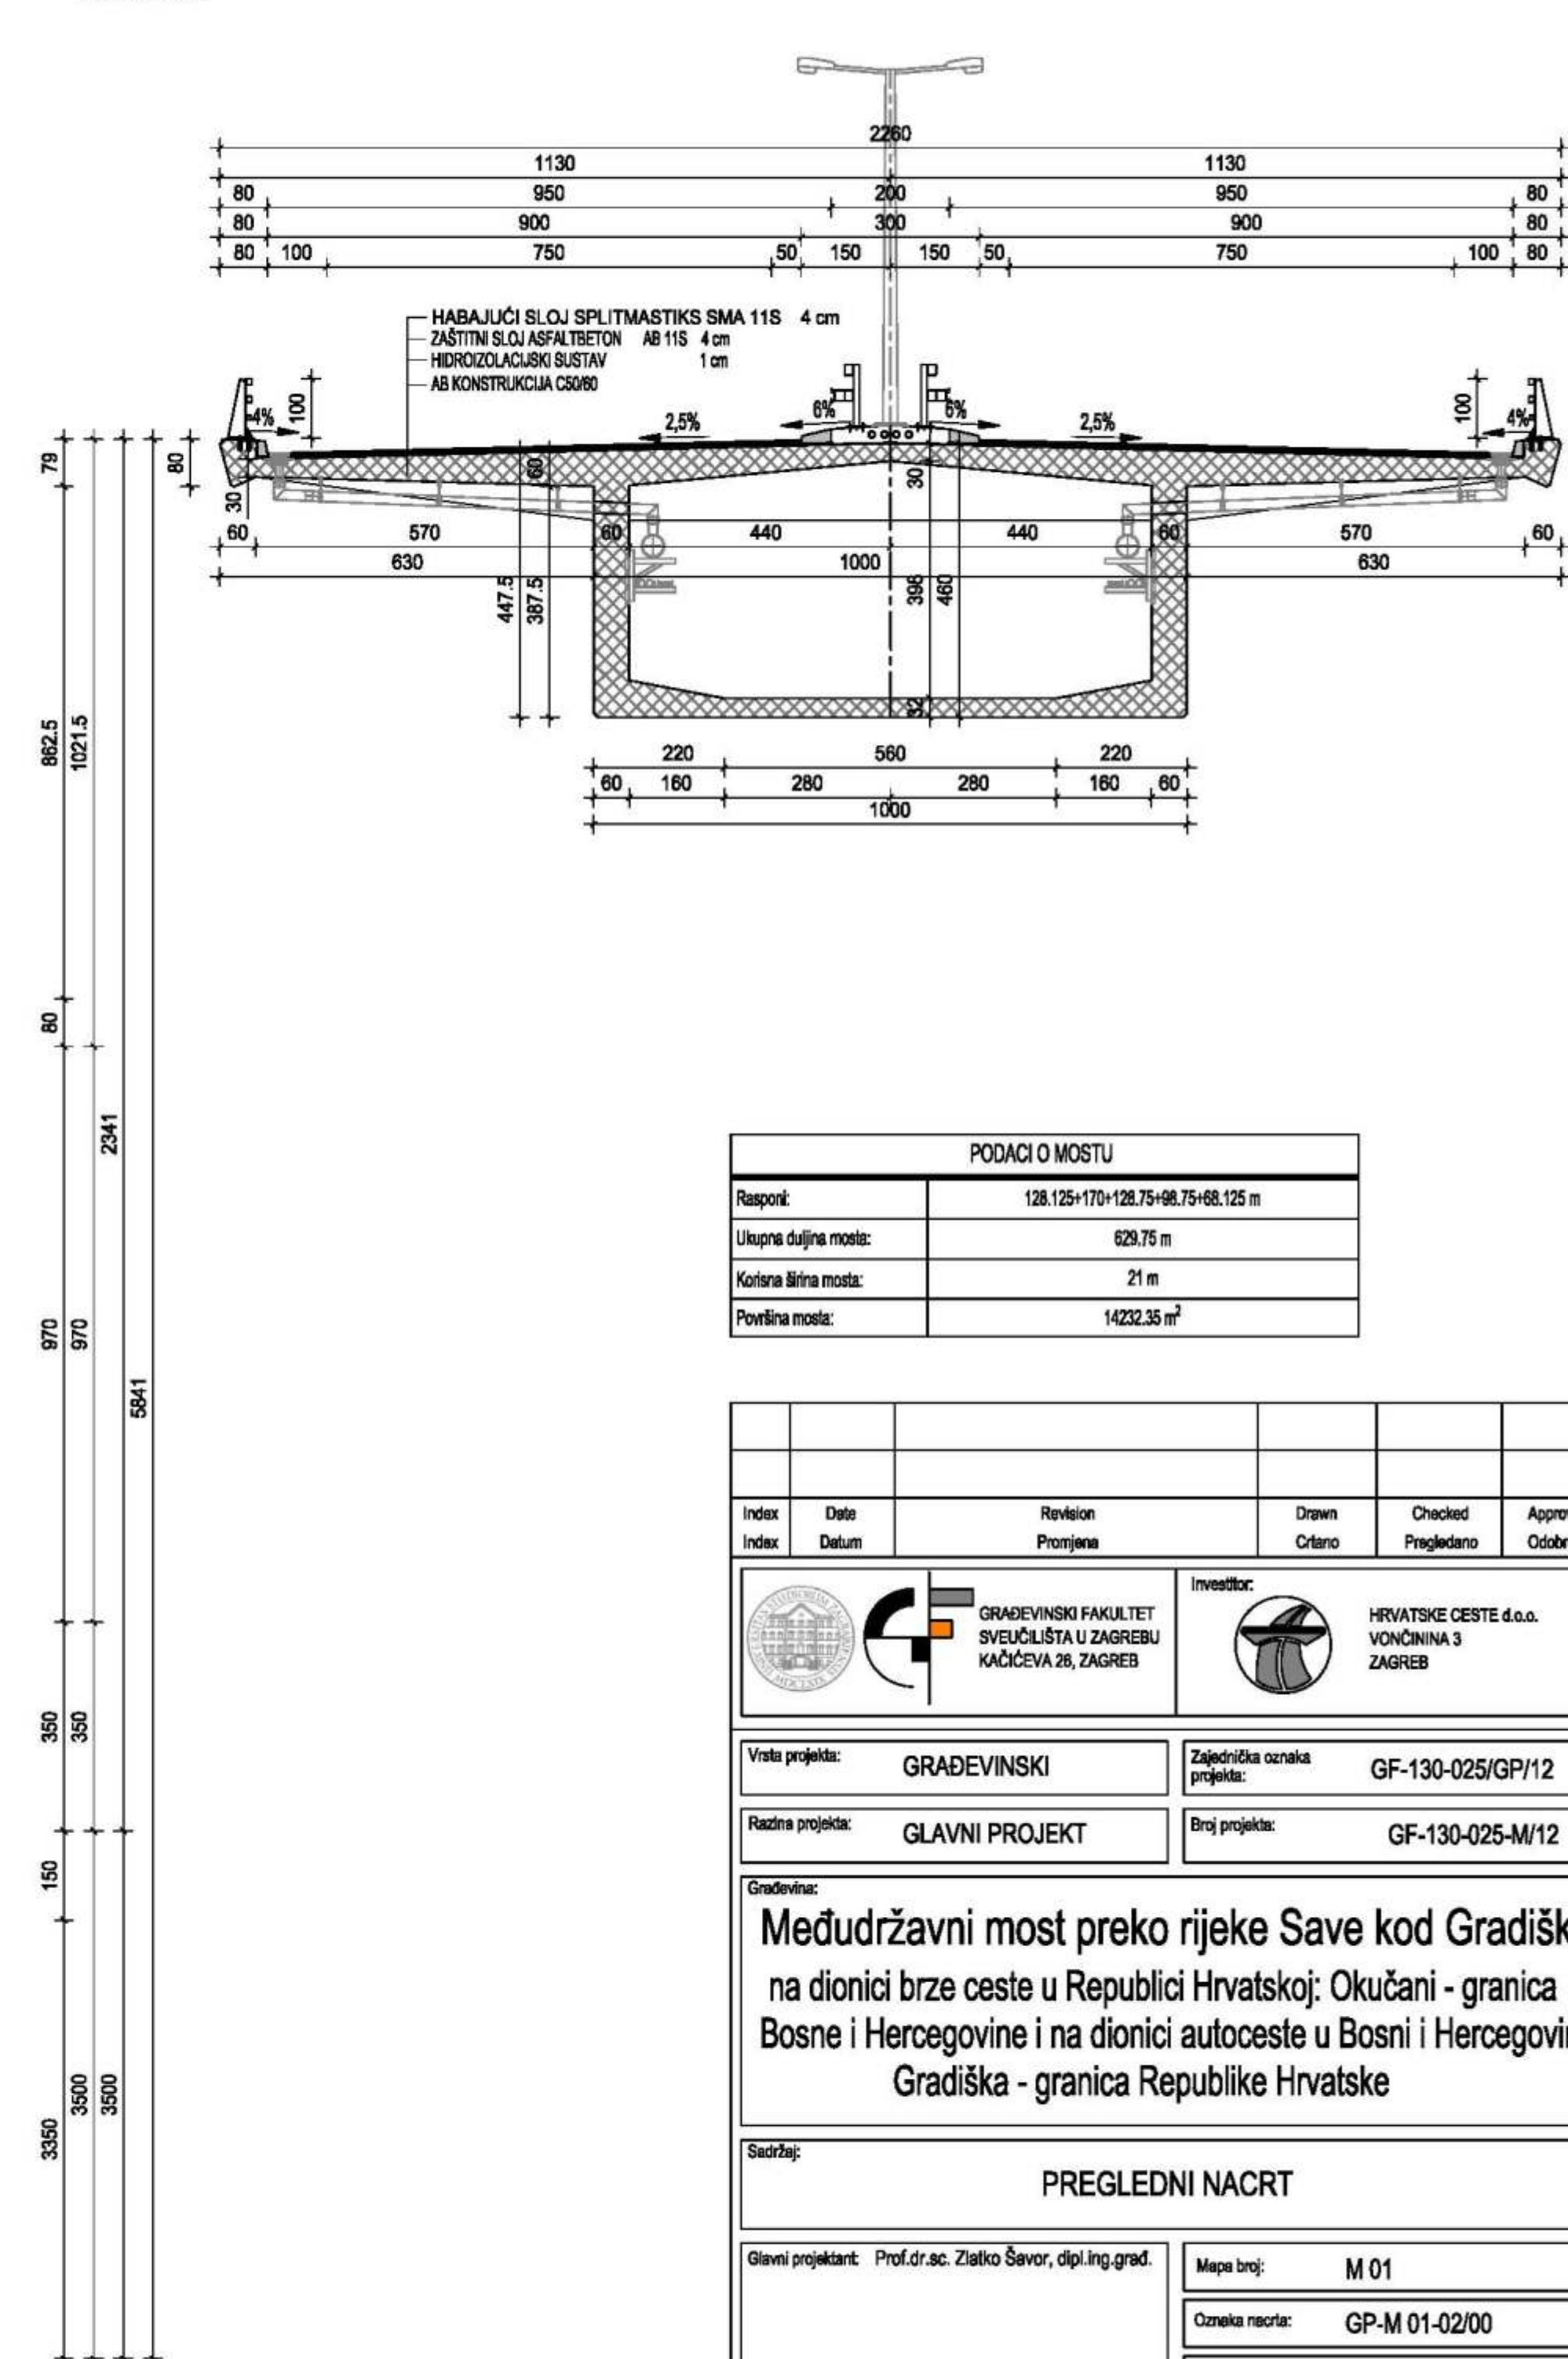 2260
1130 1130
80 950 200 950 80
80 900 300 900 80
80 100 750 50 150 150 50 750 100 80
HABAJUĆI SLOJ SPLITMASTIKS SMA 11S 4 cm
ZAŠTITNI SLOJ ASFALTBETON AB 11S 4 cm
HIDROIZOLACIJSKI SUSTAV 1 cm
AB KONSTRUKCIJA C50/60
4% 100 2,5% 6% 6% 2,5% 100 4%
79 80 60 30
30
60 570 60 440 440 60 570 60
630 1000 630
447.5 387.5 398 460
32
220 560 220
60 160 280 280 160 60
1000
862.5 1021.5
80
2341
970 970
5841
350 350
150
3350 3500 3500
PODACI O MOSTU
Rasponi: 128.125+170+128.75+98.75+68.125 m
Ukupna duljina mosta: 629.75 m
Korisna širina mosta: 21 m
Površina mosta: 14232.35 m²
Index Date Revision Drawn Checked Approv
Index Datum Promjena Crtano Pregledano Odobr
GRAĐEVINSKI FAKULTET
SVEUČILIŠTA U ZAGREBU
KAČIĆEVA 26, ZAGREB
Investitor:
HRVATSKE CESTE d.o.o.
VONČININA 3
ZAGREB
Vrsta projekta: GRAĐEVINSKI
Zajednička oznaka
projekta: GF-130-025/GP/12
Razina projekta: GLAVNI PROJEKT
Broj projekta: GF-130-025-M/12
Građevina:
Međudržavni most preko rijeke Save kod Gradišk
na dionici brze ceste u Republici Hrvatskoj: Okučani - granica
Bosne i Hercegovine i na dionici autoceste u Bosni i Hercegovin
Gradiška - granica Republike Hrvatske
Sadržaj:
PREGLEDNI NACRT
Glavni projektant: Prof.dr.sc. Zlatko Šavor, dipl.ing.građ.
Mapa broj: M 01
Oznaka nacrta: GP-M 01-02/00